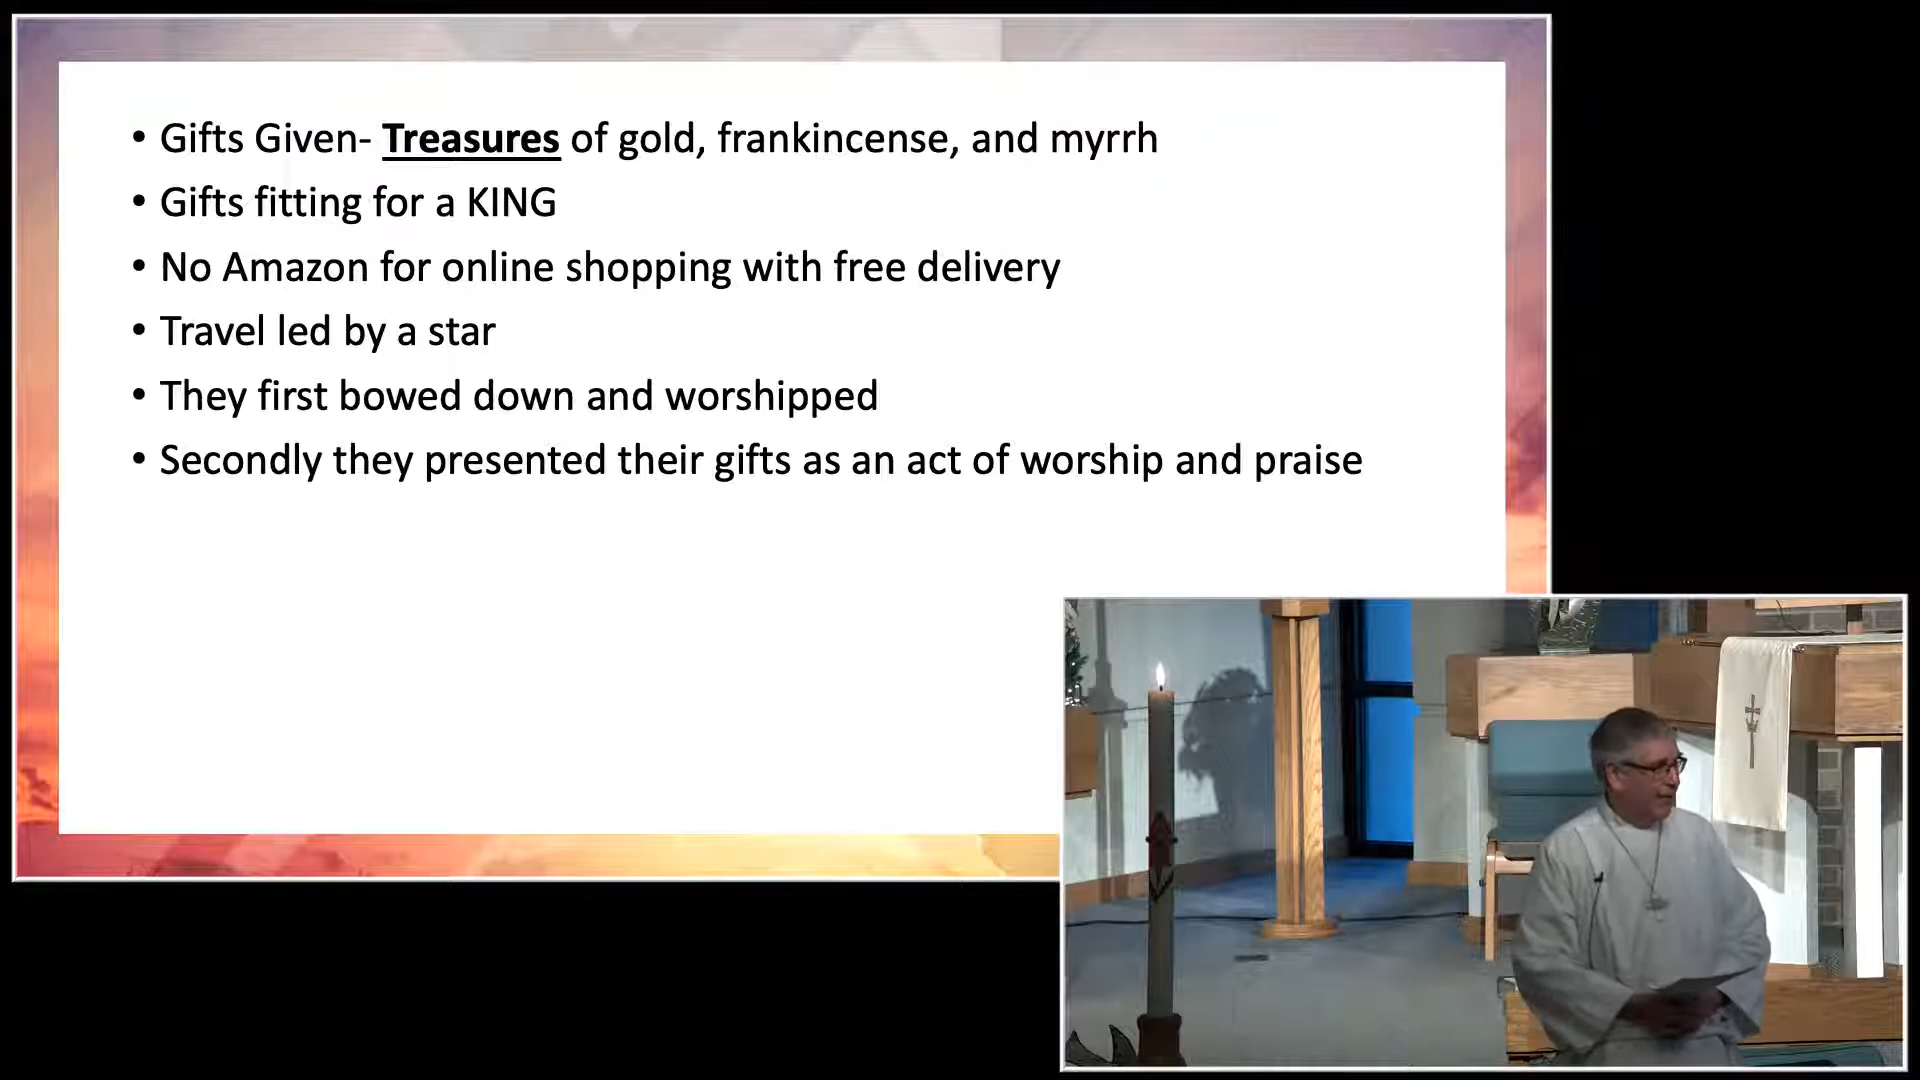 • Gifts Given- Treasures of gold, frankincense, and myrrh
• Gifts fitting for a KING
• No Amazon for online shopping with free delivery
• Travel led by a star
• They first bowed down and worshipped
• Secondly they presented their gifts as an act of worship and praise